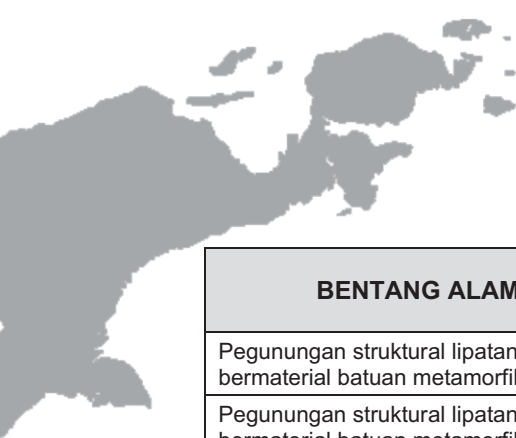 BENTANG ALAM
Pegunungan struktural lipatan
bermaterial batuan
Pegunungan struktural lipatan